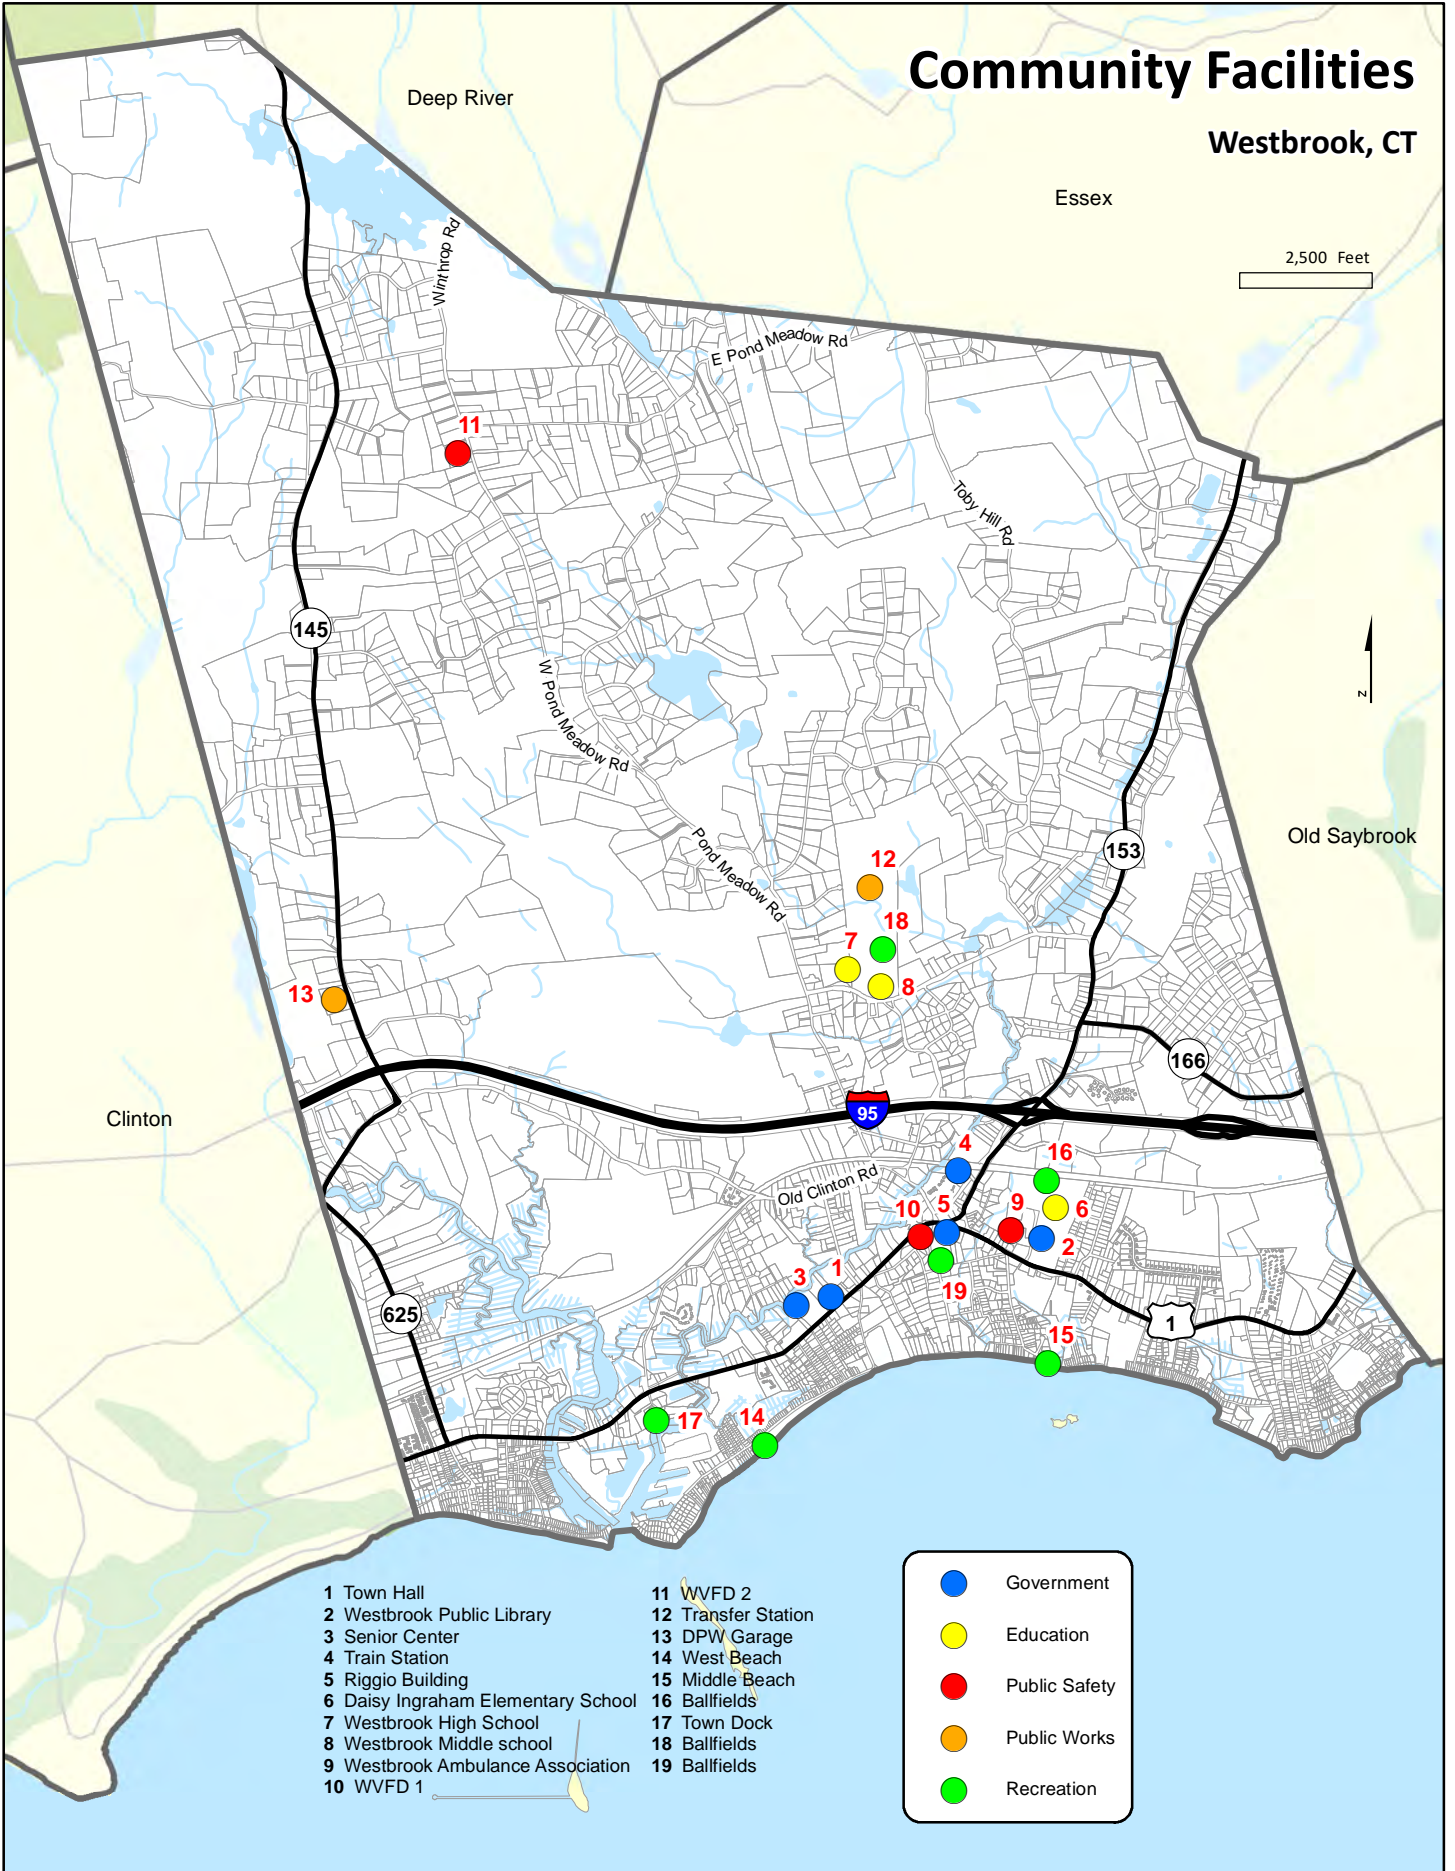 Community Facilities
Westbrook, CT
Deep River
Essex
2,500 Feet
Winthrop Rd
E Pond Meadow Rd
11
Toby Hill Rd
145
N
W Pond Meadow Rd
Old Saybrook
153
Pond Meadow Rd
12
18
7
8
13
166
Clinton
95
4
16
Old Clinton Rd
10
5
9
6
2
3
1
19
625
1
15
17
14
1 Town Hall
2 Westbrook Public Library
3 Senior Center
4 Train Station
5 Riggio Building
6 Daisy Ingraham Elementary School
7 Westbrook High School
8 Westbrook Middle school
9 Westbrook Ambulance Association
10 WVFD 1
11 WVFD 2
12 Transfer Station
13 DPW Garage
14 West Beach
15 Middle Beach
16 Ballfields
17 Town Dock
18 Ballfields
19 Ballfields
Government
Education
Public Safety
Public Works
Recreation